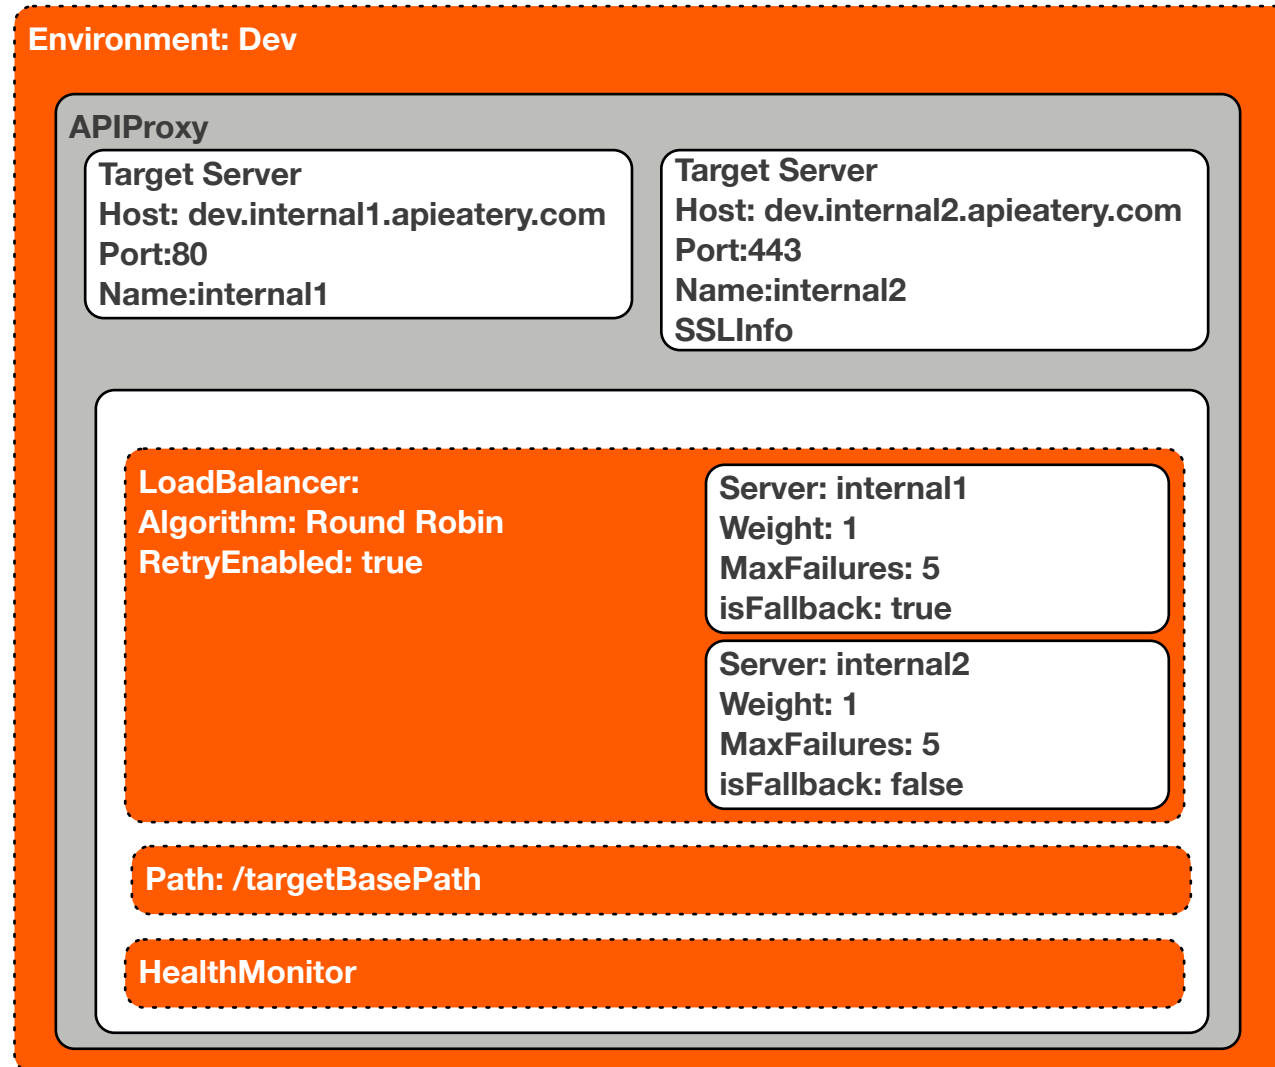 Environment: Dev
APIProxy
Target Server
Host: dev.internal1.apieatery.com
Port:80
Name:internal1
Target Server
Host: dev.internal2.apieatery.com
Port:443
Name:internal2
SSLInfo
LoadBalancer:
Algorithm: Round Robin
RetryEnabled: true
Server: internal1
Weight: 1
MaxFailures: 5
isFallback: true
Server: internal2
Weight: 1
MaxFailures: 5
isFallback: false
Path: /targetBasePath
HealthMonitor